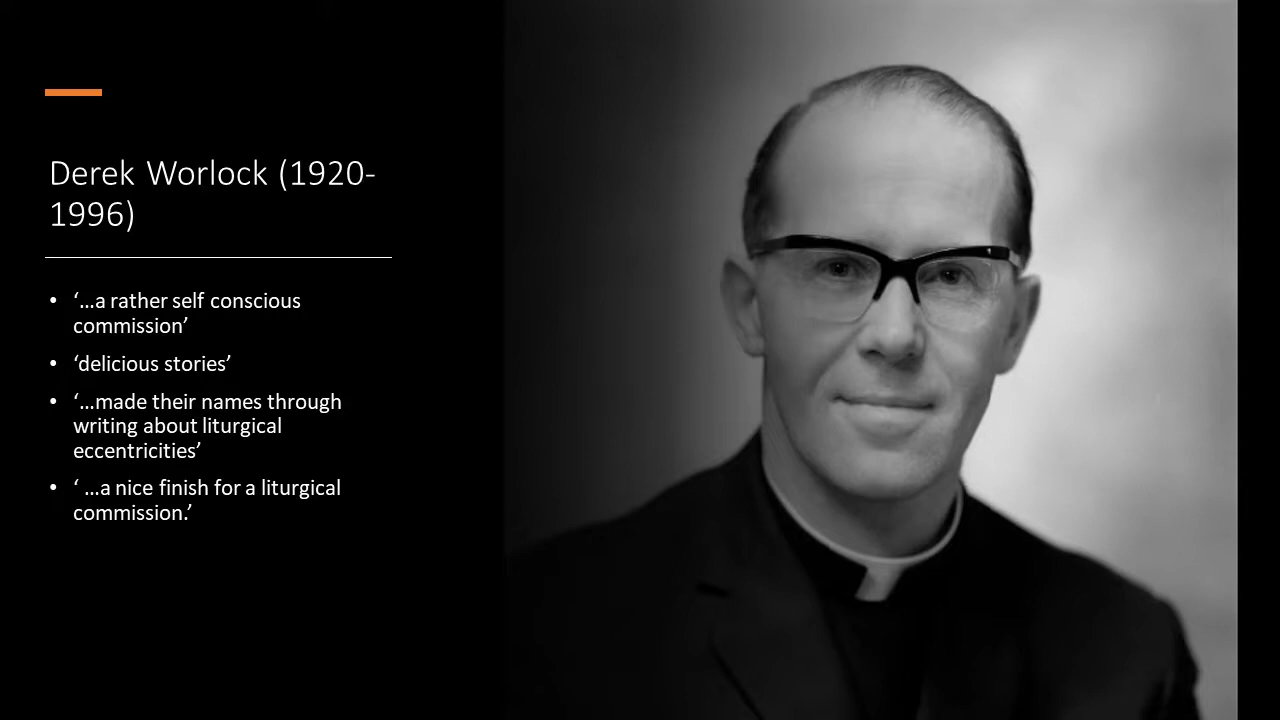 Derek Worlock (1920-
1996)
• ‘…a rather self conscious
commission’
• ‘delicious stories’
• ‘…made their names through
writing about liturgical
eccentricities’
• ‘ …a nice finish for a liturgical
commission.’